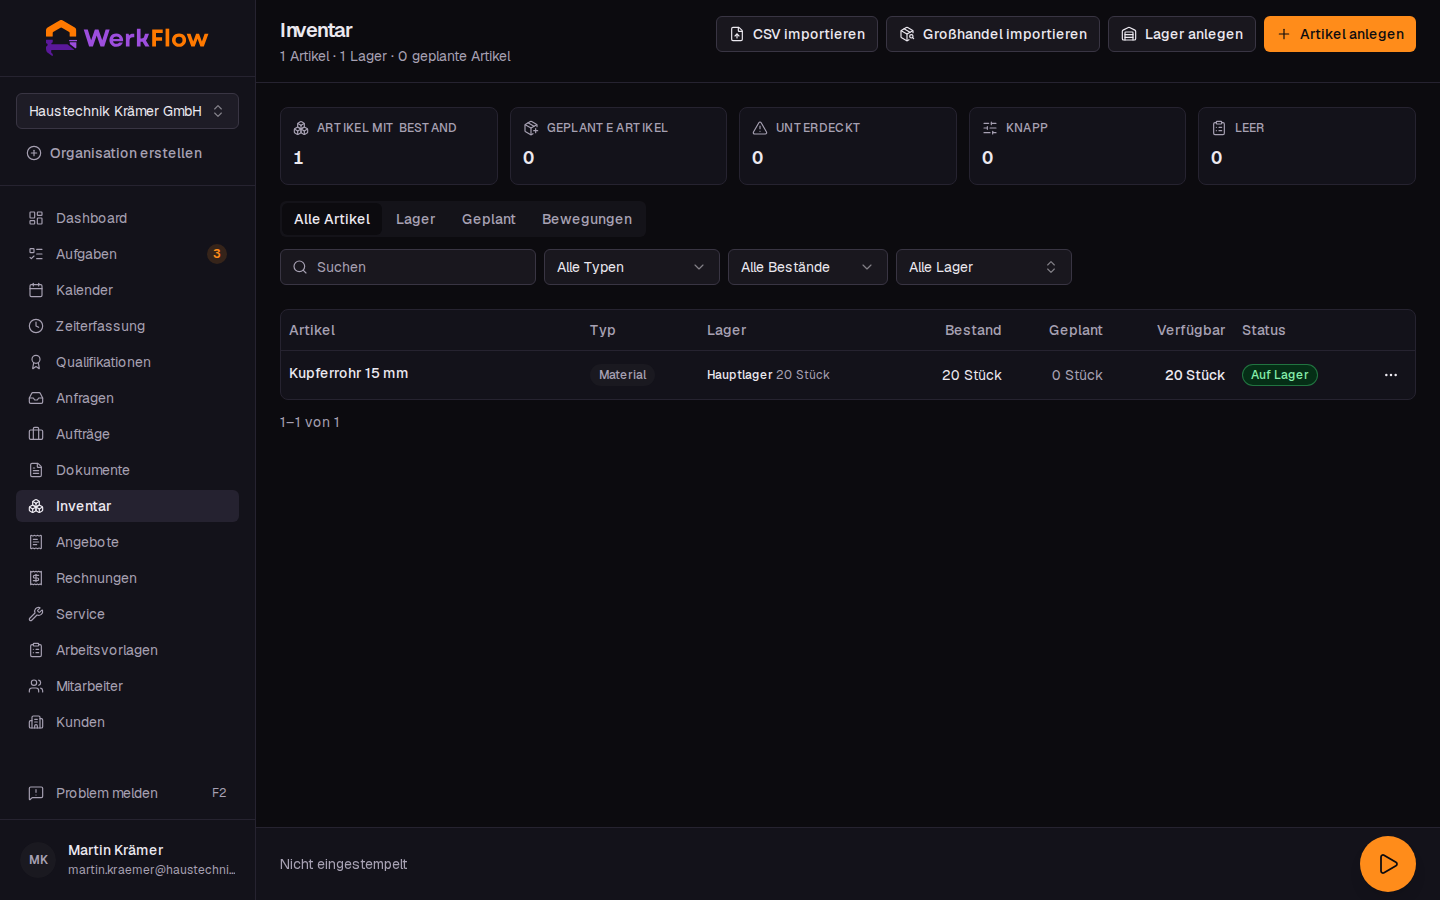 WerkFlow
Haustechnik Krämer GmbH
Organisation erstellen
Dashboard
Aufgaben 3
Kalender
Zeiterfassung
Qualifikationen
Anfragen
Aufträge
Dokumente
Inventar
Angebote
Rechnungen
Service
Arbeitsvorlagen
Mitarbeiter
Kunden
Problem melden F2
MK
Martin Krämer
martin.kraemer@haustechni...
Inventar
1 Artikel · 1 Lager · 0 geplante Artikel
CSV importieren
Großhandel importieren
Lager anlegen
Artikel anlegen
ARTIKEL MIT BESTAND
1
GEPLANTE ARTIKEL
0
UNTERDECKT
0
KNAPP
0
LEER
0
Alle Artikel Lager Geplant Bewegungen
Suchen Alle Typen Alle Bestände Alle Lager
Artikel Typ Lager Bestand Geplant Verfügbar Status
Kupferrohr 15 mm Material Hauptlager 20 Stück 20 Stück 0 Stück 20 Stück Auf Lager
1–1 von 1
Nicht eingestempelt